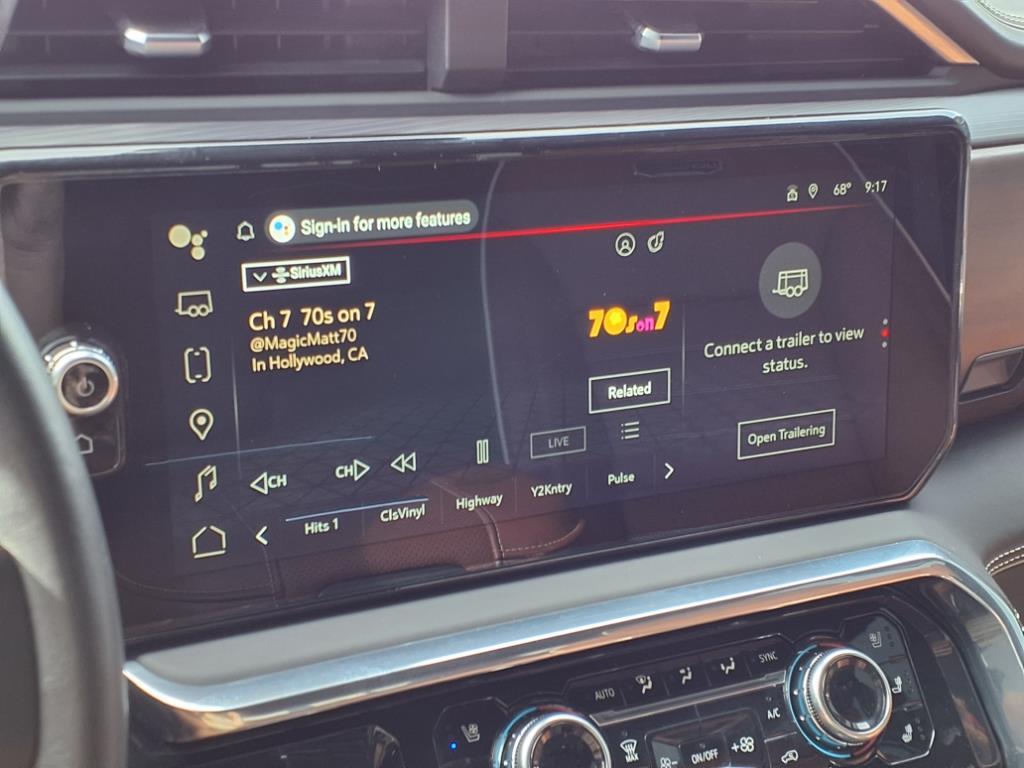 Sign-in for more features
68° 9:17
SiriusXM
Ch 7 70s on 7
@MagicMatt70
In Hollywood, CA
70s on 7
Related
Connect a trailer to view
status.
Open Trailering
CH
CH
LIVE
Hits 1
ClsVinyl
Highway
Y2Kntry
Pulse
AUTO
SYNC
A/C
MAX
ON/OFF